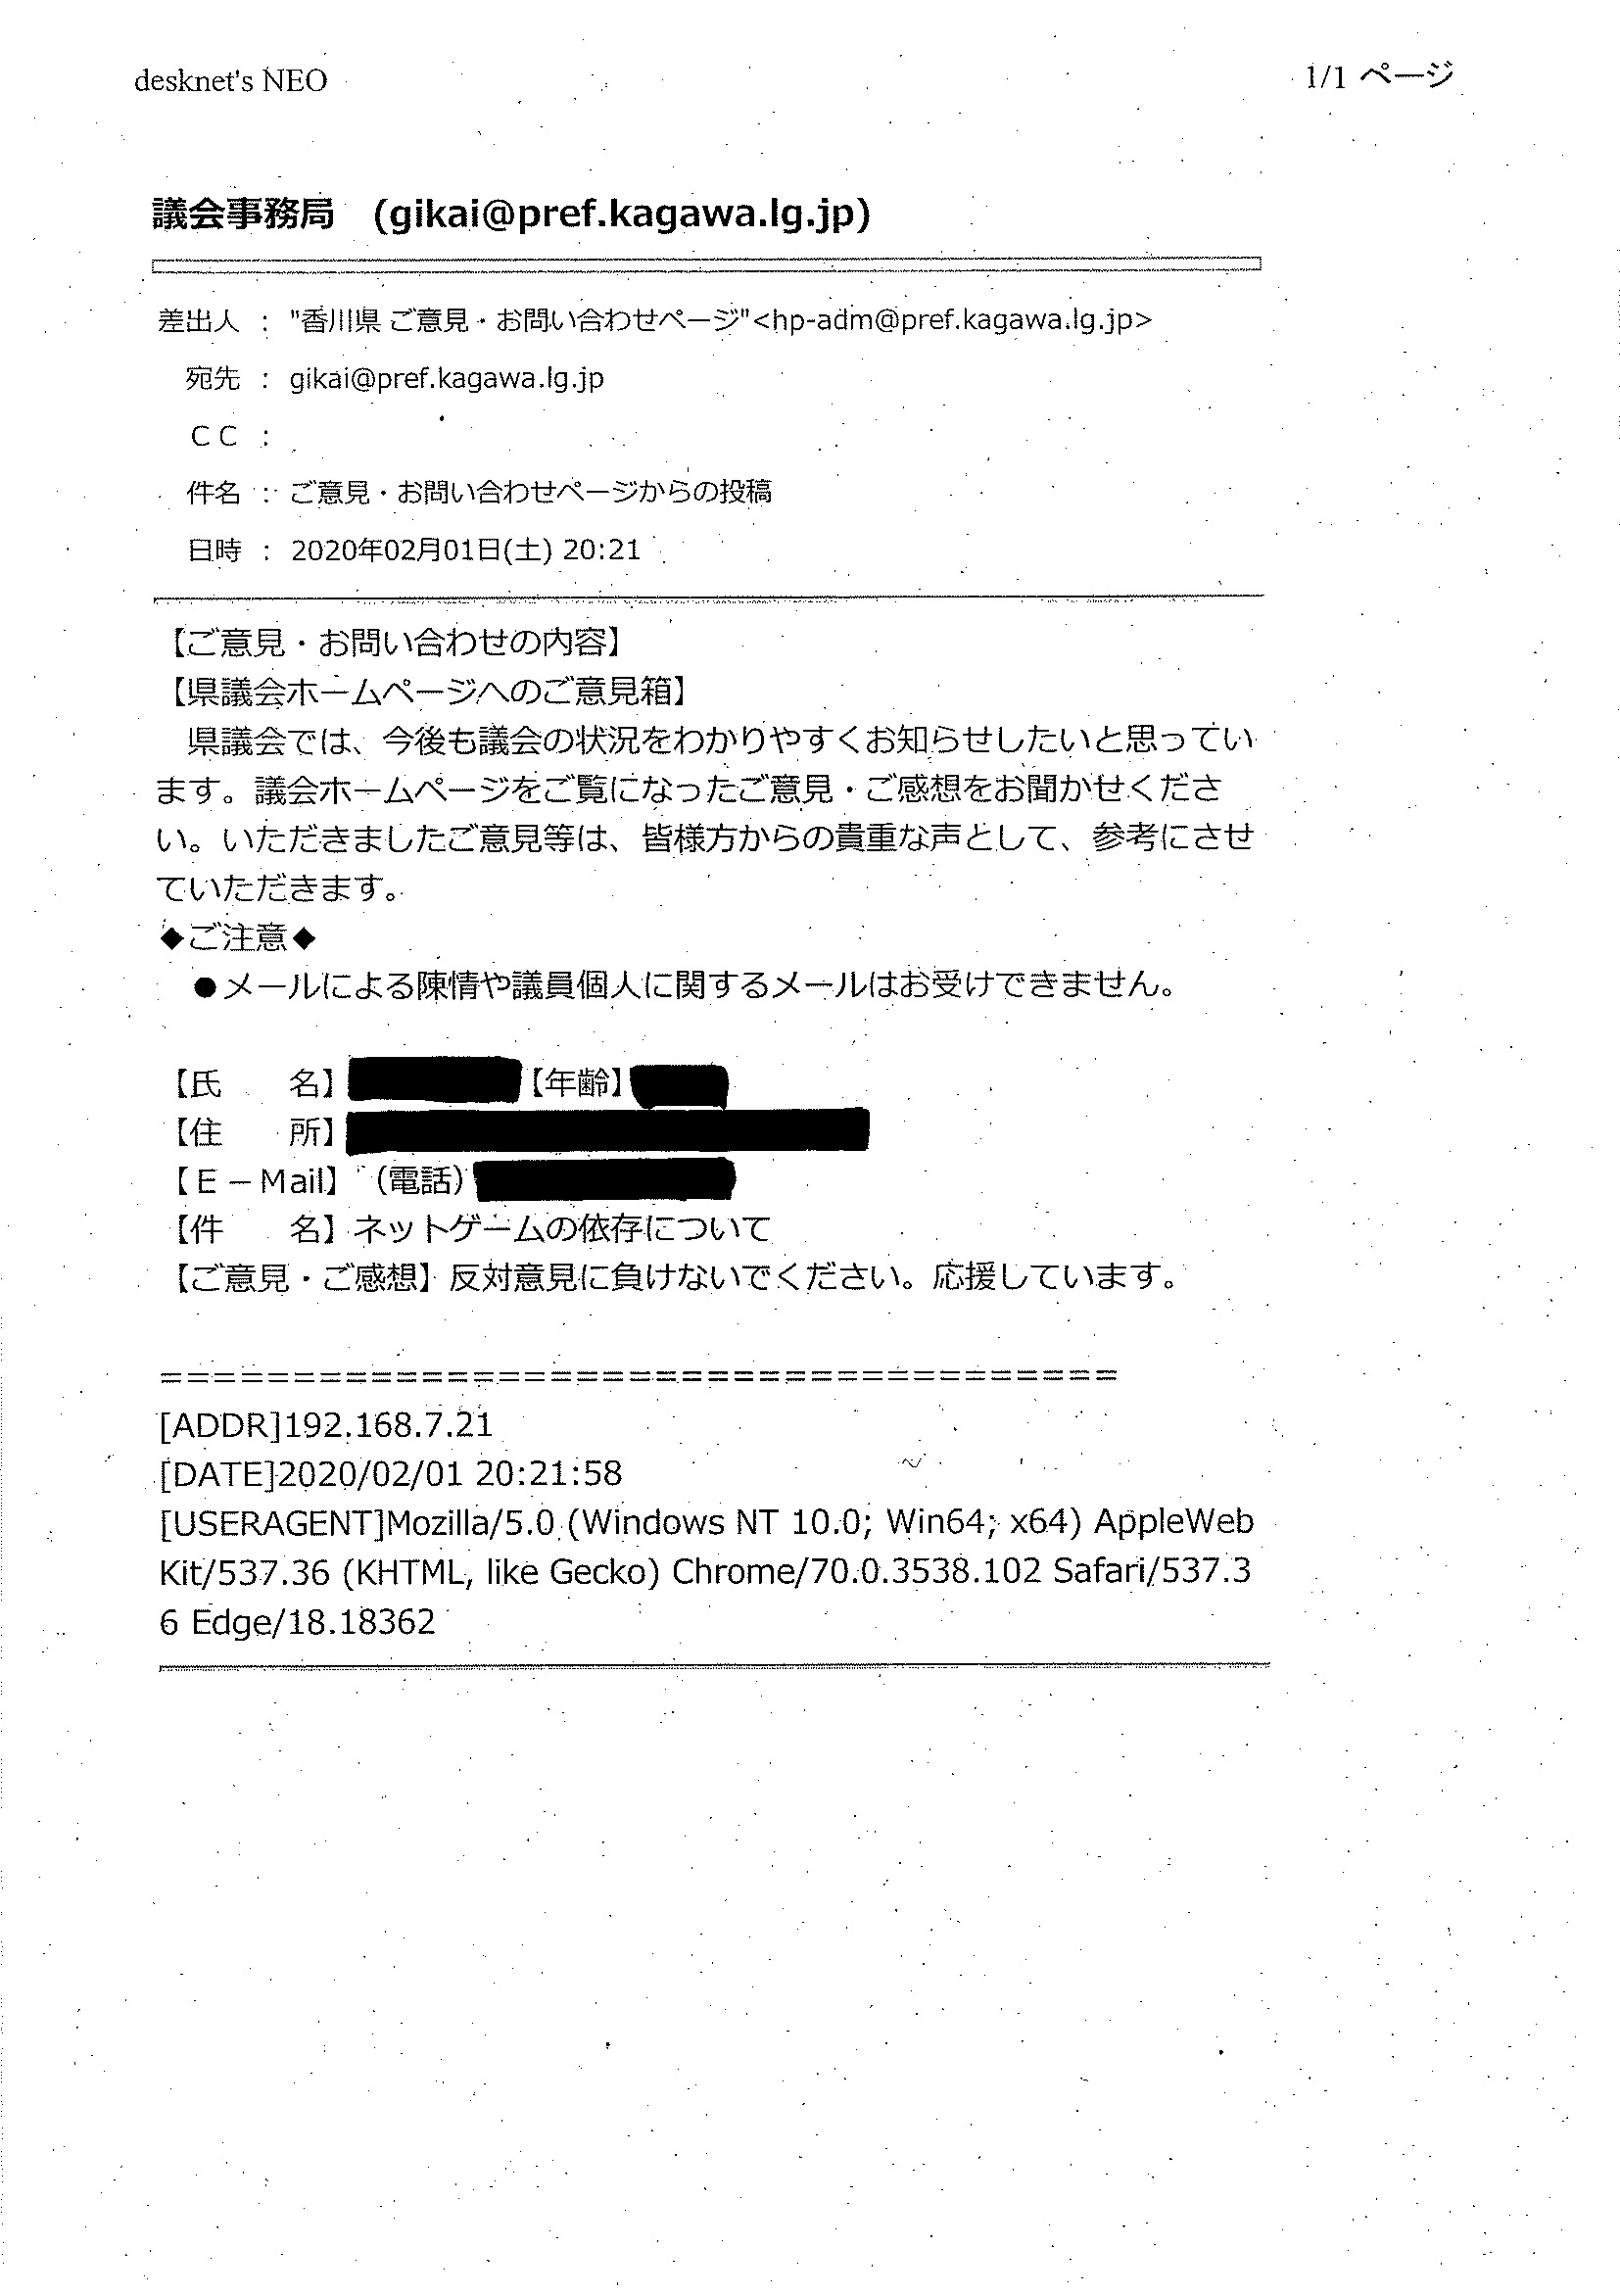 desknet's NEO
1/1 ページ
議会事務局　(gikai@pref.kagawa.lg.jp)
差出人 : "香川県 ご意見・お問い合わせページ"<hp-adm@pref.kagawa.lg.jp>
宛先 : gikai@pref.kagawa.lg.jp
ＣＣ :
件名 : ご意見・お問い合わせページからの投稿
日時 : 2020年02月01日(土) 20:21
【ご意見・お問い合わせの内容】
【県議会ホームページへのご意見箱】
　県議会では、今後も議会の状況をわかりやすくお知らせしたいと思ってい
ます。議会ホームページをご覧になったご意見・ご感想をお聞かせくださ
い。いただきましたご意見等は、皆様方からの貴重な声として、参考にさせ
ていただきます。
◆ご注意◆
　●メールによる陳情や議員個人に関するメールはお受けできません。
【氏　　名】【年齢】
【住　　所】
【Ｅ－Mail】（電話）
【件　　名】ネットゲームの依存について
【ご意見・ご感想】反対意見に負けないでください。応援しています。
=====================================
[ADDR]192.168.7.21
[DATE]2020/02/01 20:21:58
[USERAGENT]Mozilla/5.0 (Windows NT 10.0; Win64; x64) AppleWeb
Kit/537.36 (KHTML, like Gecko) Chrome/70.0.3538.102 Safari/537.3
6 Edge/18.18362